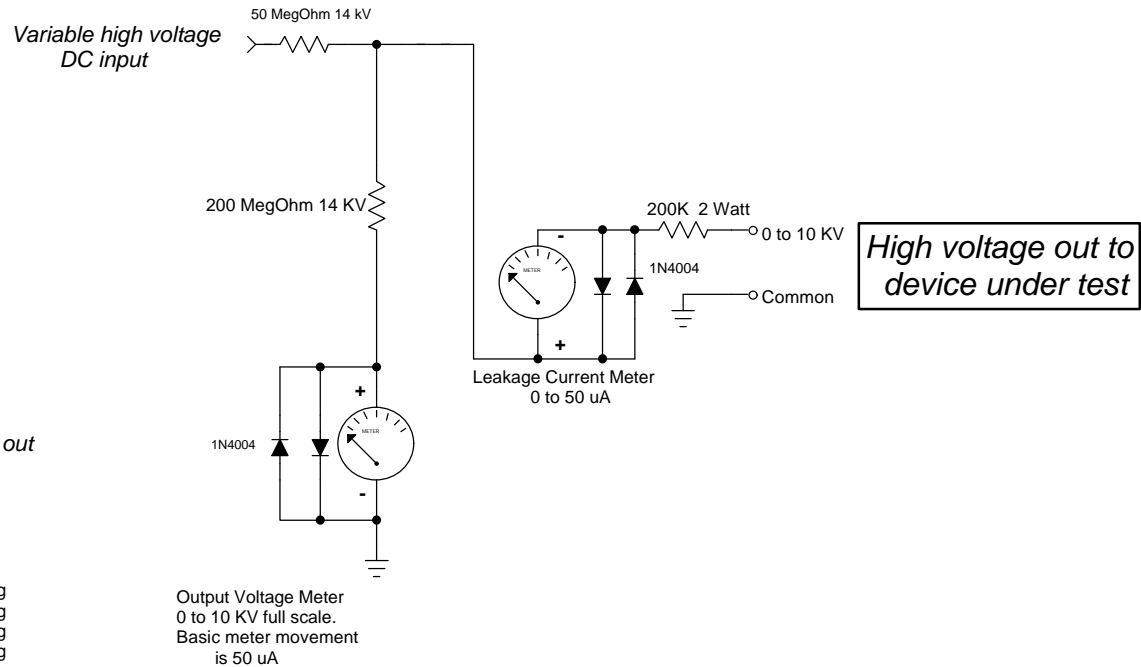 50 MegOhm 14 kV
Variable high voltage
DC input
200 MegOhm 14 KV
200K 2 Watt
-
0 to 10 KV
High voltage out to
device under test
METER
1N4004
Common
+
Leakage Current Meter
0 to 50 uA
+
out
1N4004
METER
-
g
g
g
g
Output Voltage Meter
0 to 10 KV full scale.
Basic meter movement
is 50 uA